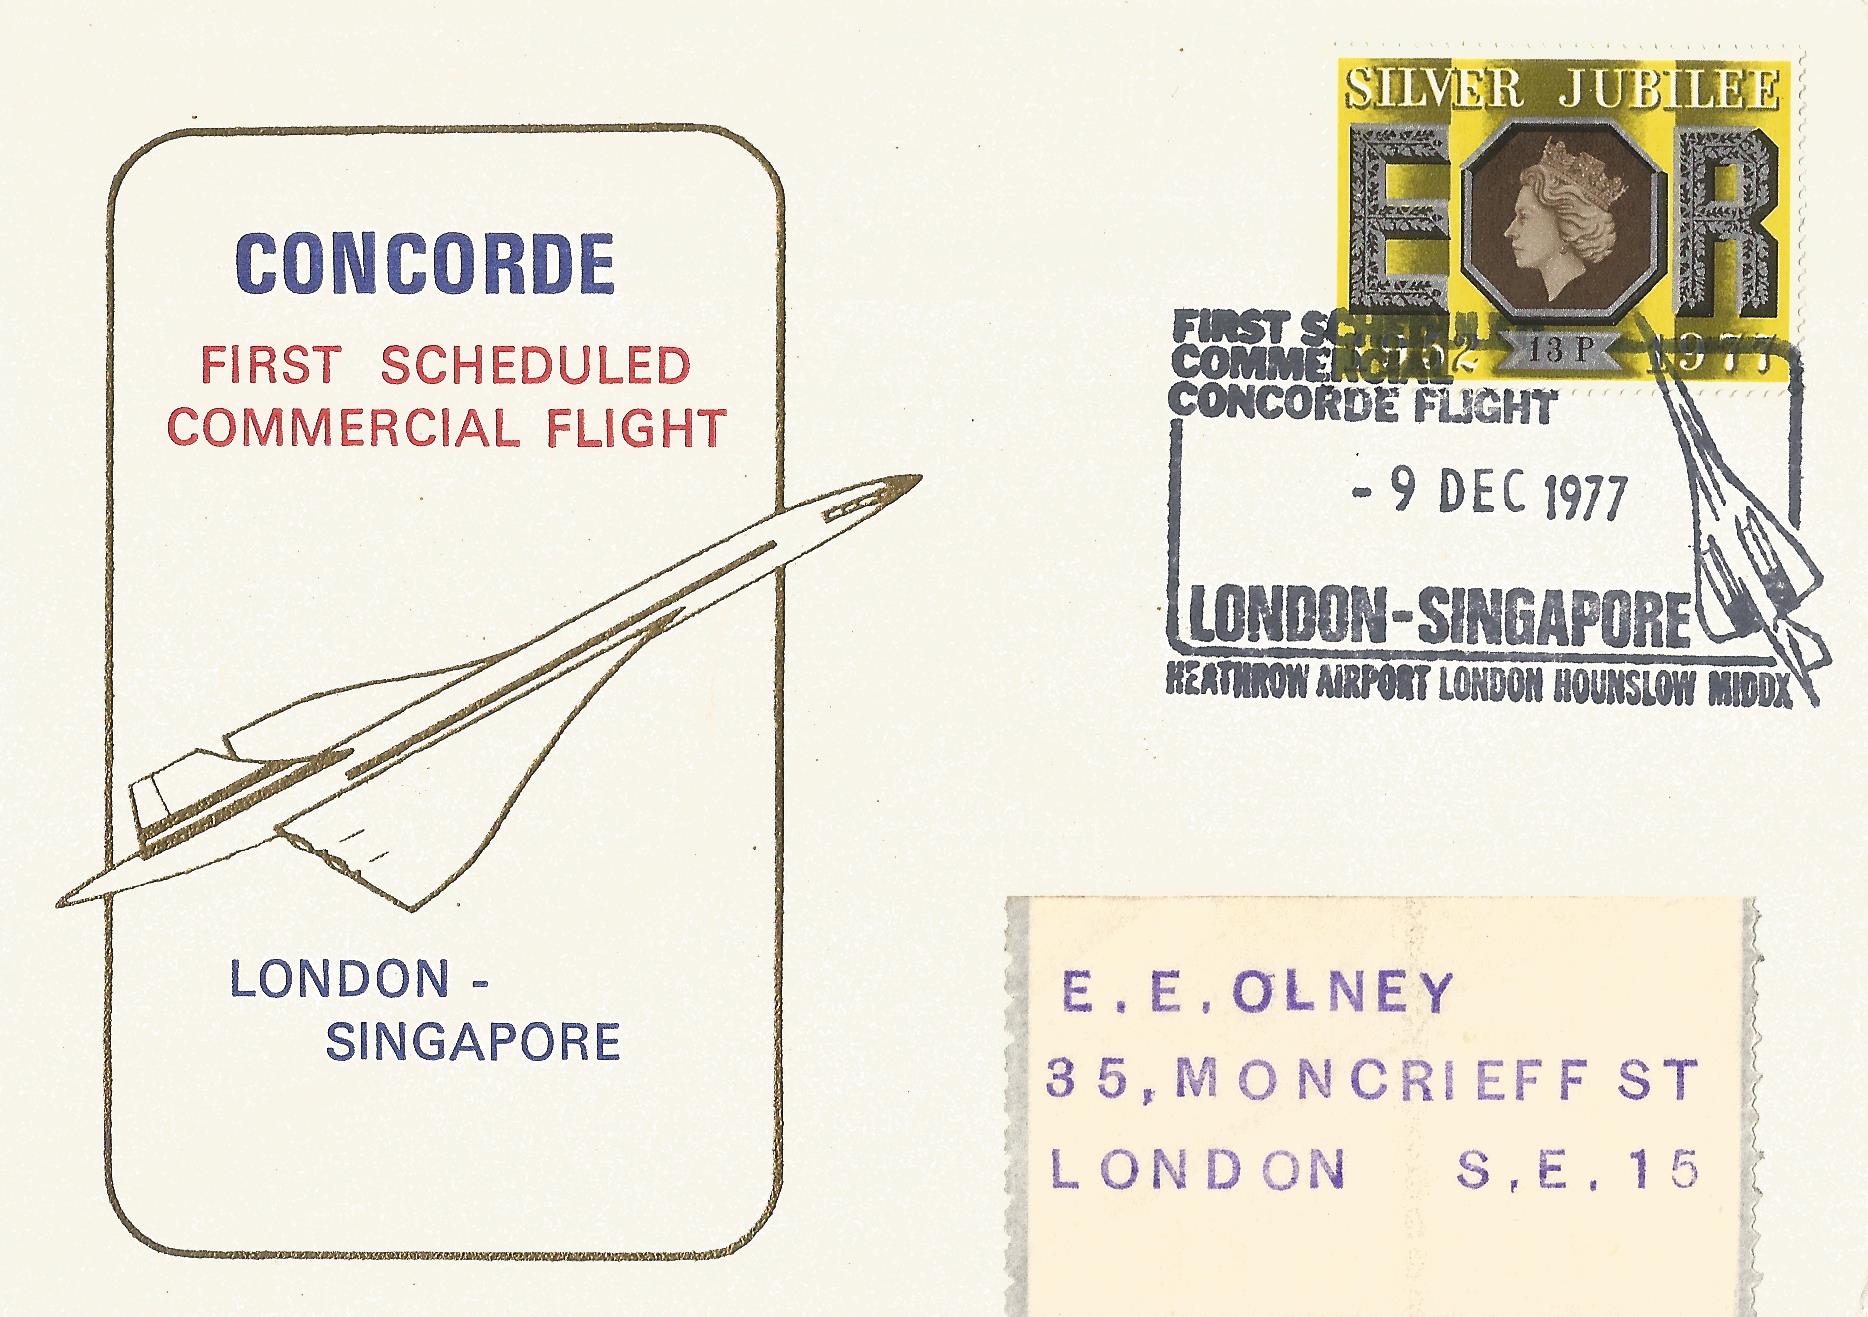 CONCORDE
FIRST SCHEDULED
COMMERCIAL FLIGHT
LONDON -
SINGAPORE
SILVER JUBILEE
E R
13P 1977
FIRST
COMMERCIAL
CONCORDE FLIGHT
- 9 DEC 1977
LONDON-SINGAPORE
HEATHROW AIRPORT LONDON HOUNSLOW MIDDX
E.E.OLNEY
35,MONCRIEFF ST
LONDON S.E.15